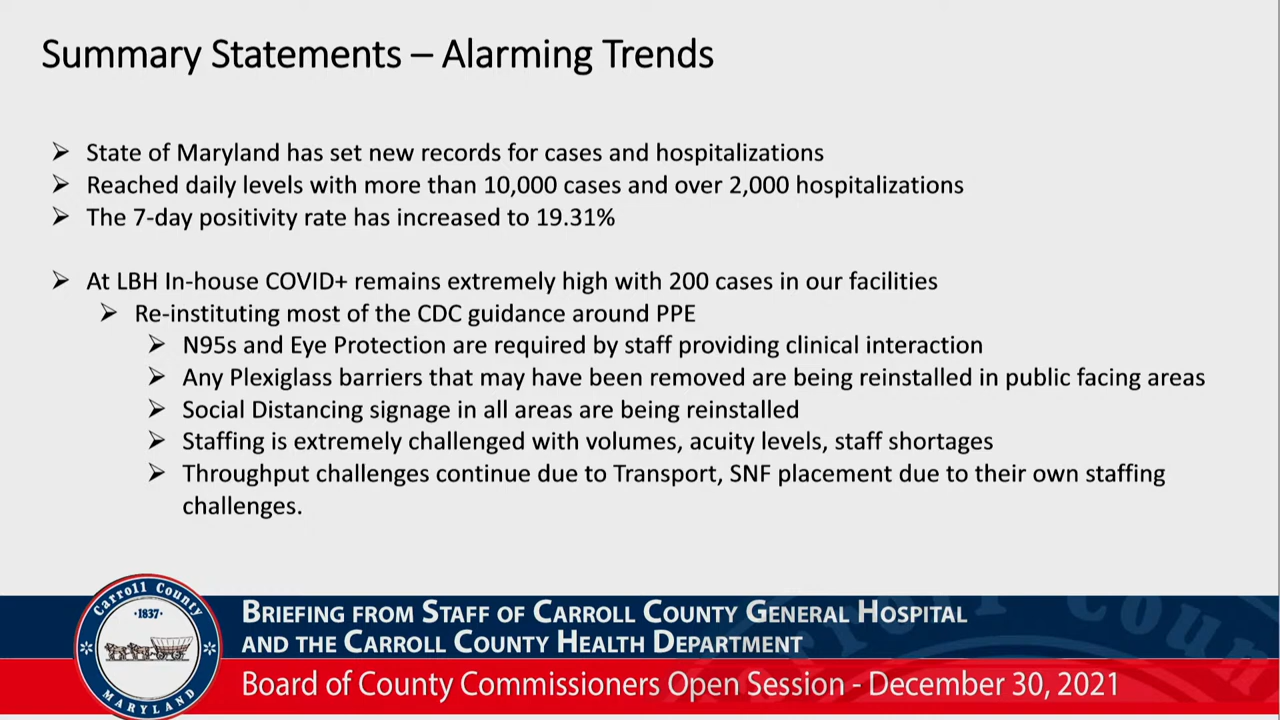 Summary Statements – Alarming Trends
State of Maryland has set new records for cases and hospitalizations
Reached daily levels with more than 10,000 cases and over 2,000 hospitalizations
The 7-day positivity rate has increased to 19.31%
At LBH In-house COVID+ remains extremely high with 200 cases in our facilities
Re-instituting most of the CDC guidance around PPE
N95s and Eye Protection are required by staff providing clinical interaction
Any Plexiglass barriers that may have been removed are being reinstalled in public facing areas
Social Distancing signage in all areas are being reinstalled
Staffing is extremely challenged with volumes, acuity levels, staff shortages
Throughput challenges continue due to Transport, SNF placement due to their own staffing
challenges.
Carroll County
·1837·
MARYLAND
BRIEFING FROM STAFF OF CARROLL COUNTY GENERAL HOSPITAL
AND THE CARROLL COUNTY HEALTH DEPARTMENT
Board of County Commissioners Open Session - December 30, 2021